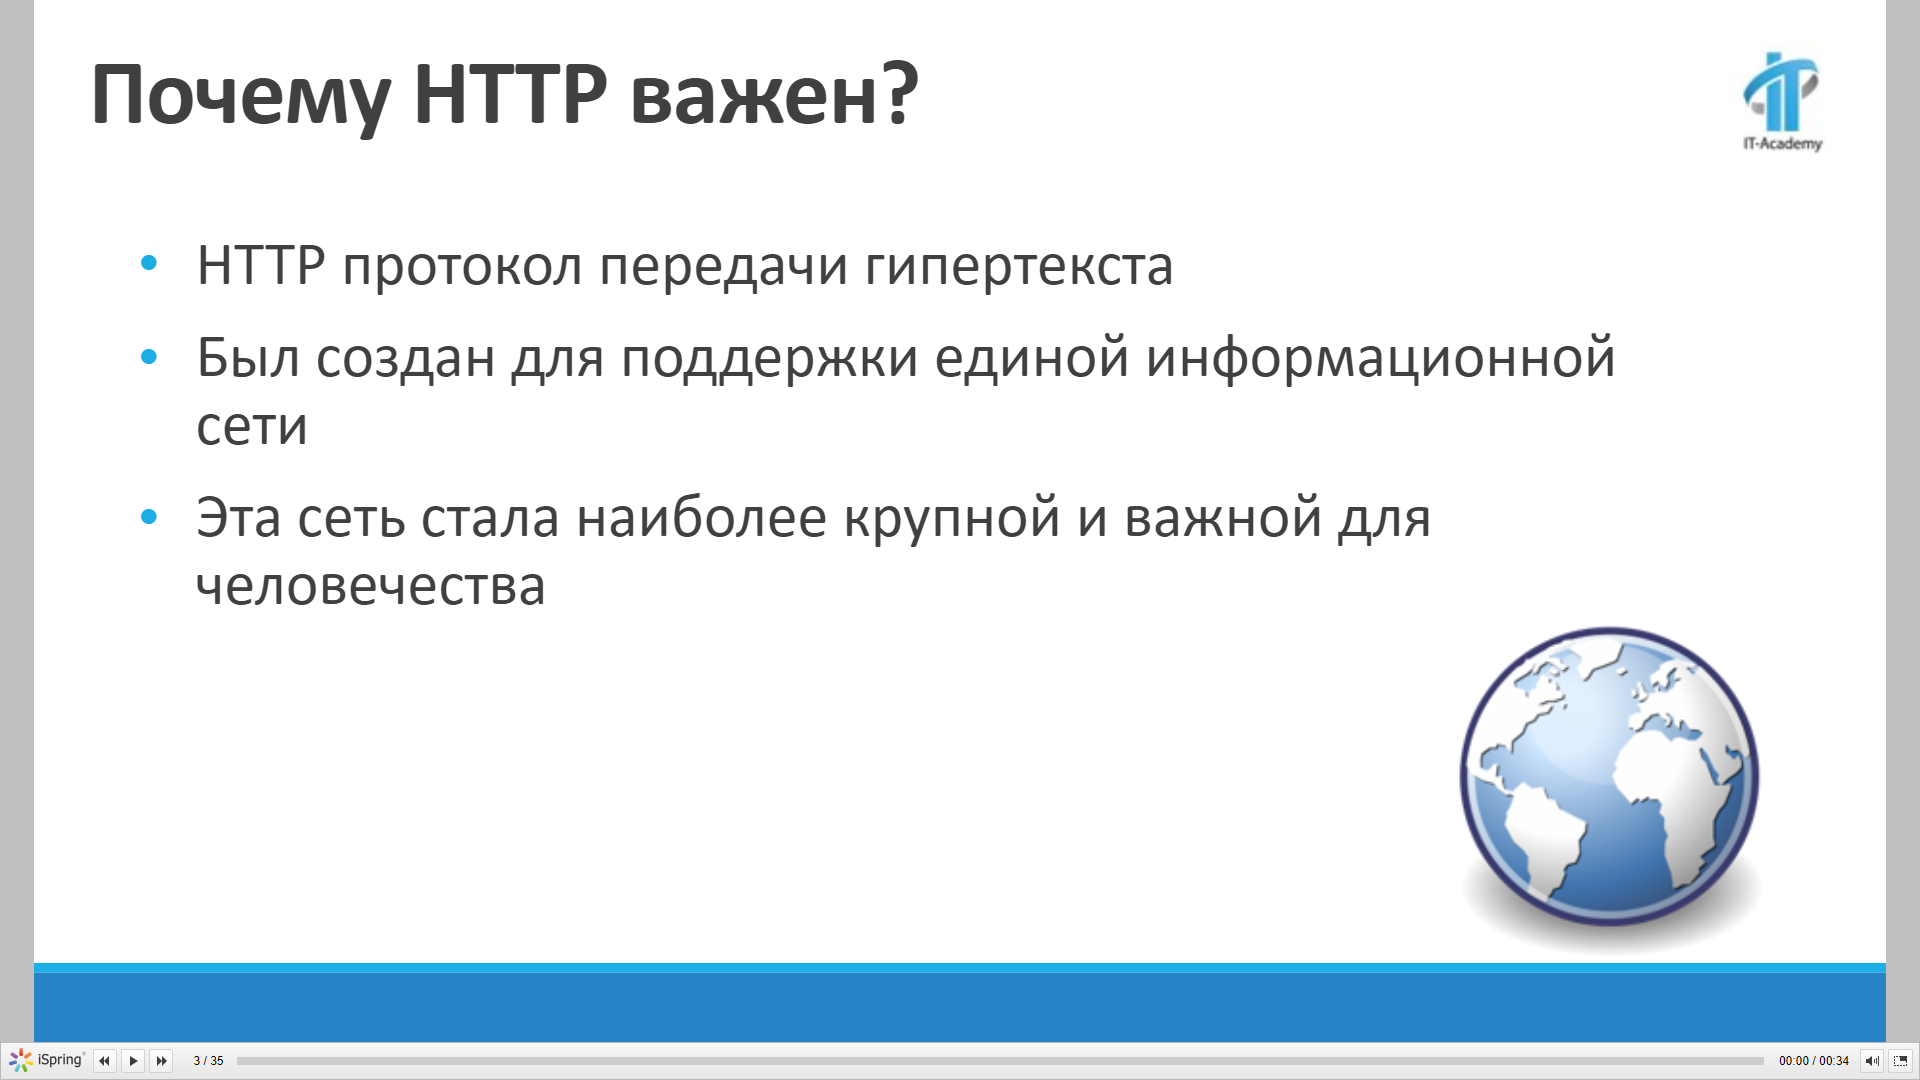 Почему HTTP важен?
IT-Academy
• HTTP протокол передачи гипертекста
• Был создан для поддержки единой информационной
сети
• Эта сеть стала наиболее крупной и важной для
человечества
iSpring
3 / 35
00:00 / 00:34